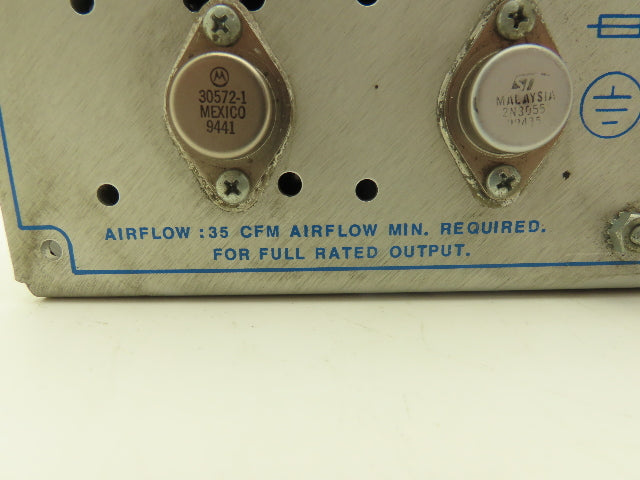 30572-1
MEXICO
9441
MALAYSIA
2N3055
AIRFLOW : 35 CFM AIRFLOW MIN. REQUIRED.
FOR FULL RATED OUTPUT.